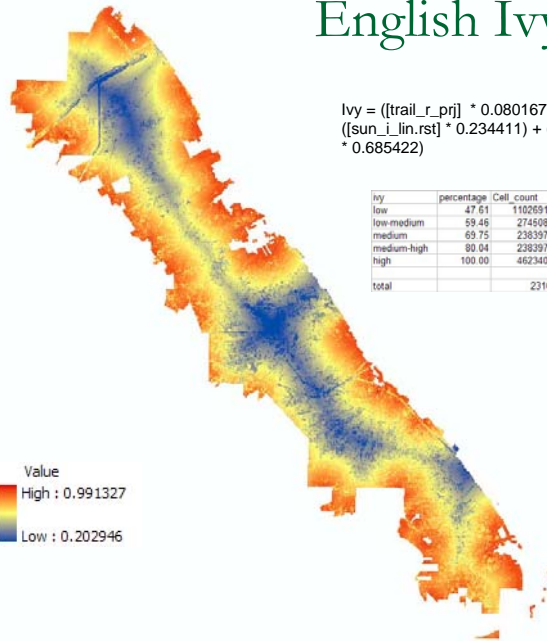 English Ivy
Ivy = ([trail_r_prj] * 0.080167
([sun_i_lin.rst] * 0.234411) +
* 0.685422)
ivy percentage Cell_count
low 47.61 1102691
low-medium 59.46 274508
medium 69.75 238397
medium-high 80.04 238397
high 100.00 462340
total
Value
High : 0.991327
Low : 0.202946